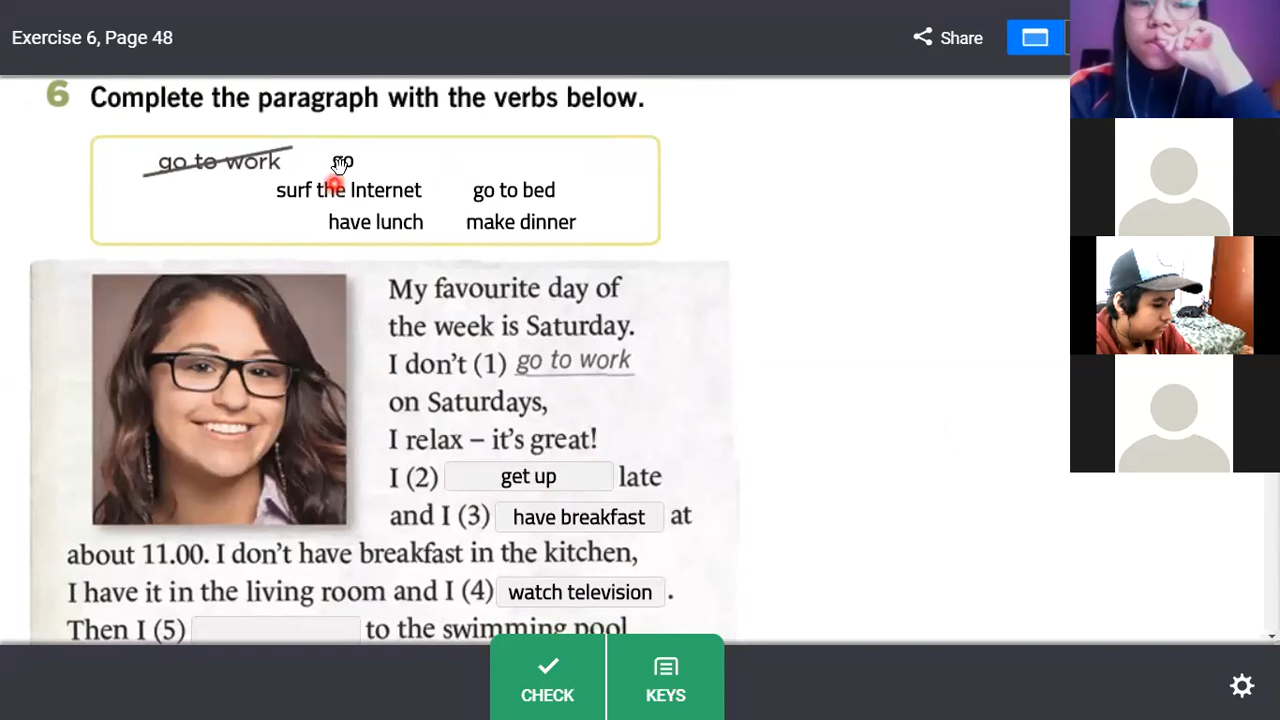 Exercise 6, Page 48
Share
6 Complete the paragraph with the verbs below.
go to work go
surf the Internet go to bed
have lunch make dinner
My favourite day of
the week is Saturday.
I don't (1) go to work
on Saturdays,
I relax – it's great!
I (2) get up late
and I (3) have breakfast at
about 11.00. I don't have breakfast in the kitchen,
I have it in the living room and I (4) watch television .
Then I (5) to the swimming pool
CHECK
KEYS